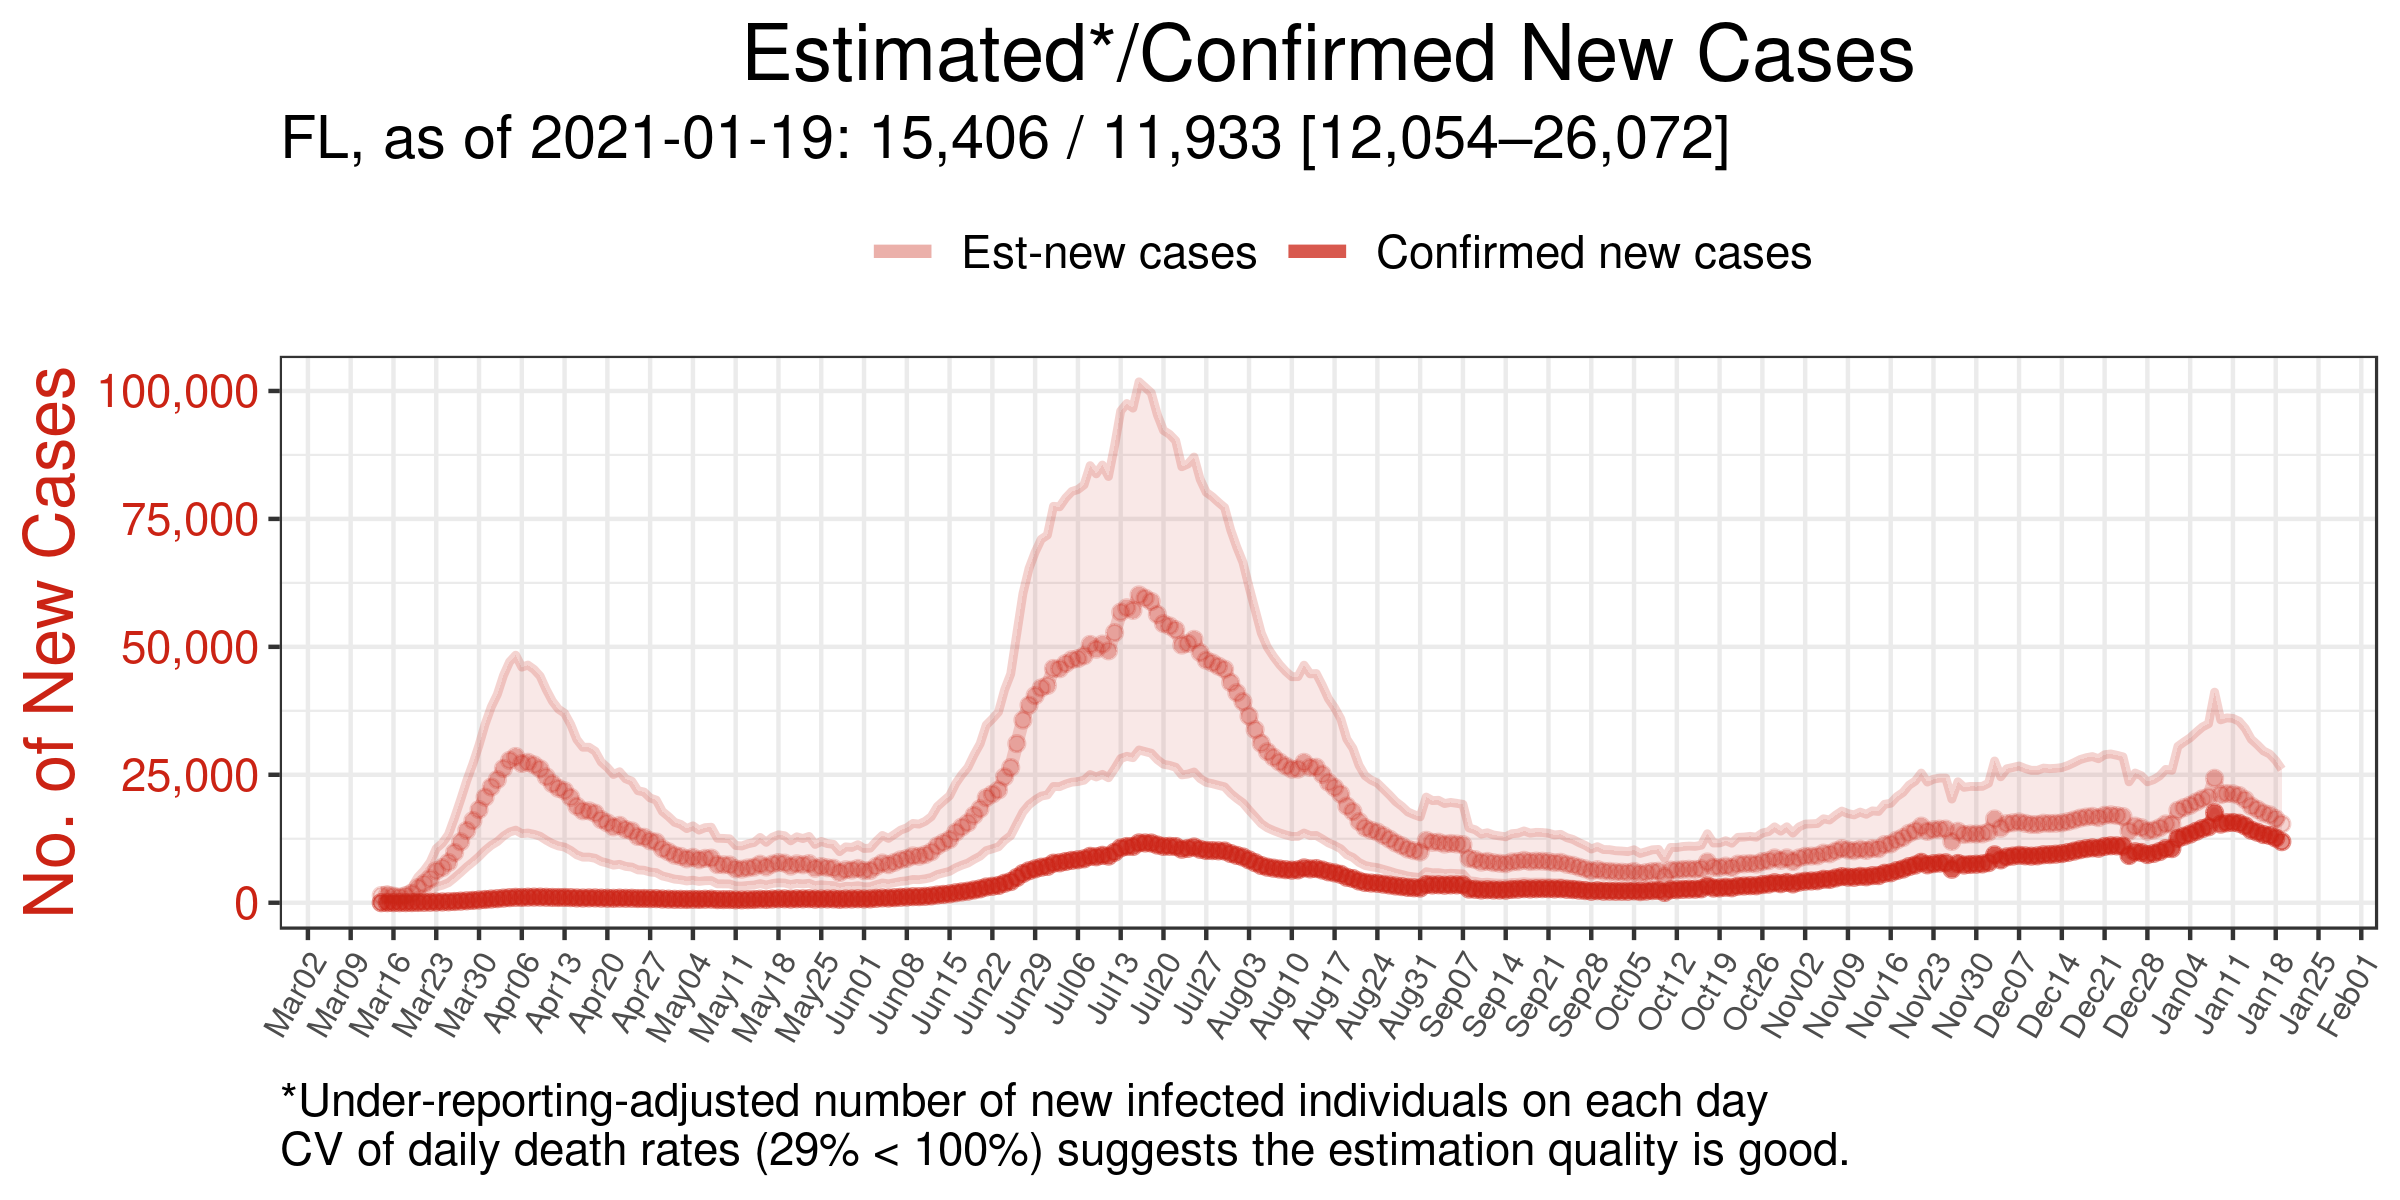 Estimated*/Confirmed New Cases
FL, as of 2021-01-19: 15,406 / 11,933 [12,054–26,072]
Est-new cases
Confirmed new cases
No. of New Cases
100,000
75,000
50,000
25,000
0
Mar02
Mar09
Mar16
Mar23
Mar30
Apr06
Apr13
Apr20
Apr27
May04
May11
May18
May25
Jun01
Jun08
Jun15
Jun22
Jun29
Jul06
Jul13
Jul20
Jul27
Aug03
Aug10
Aug17
Aug24
Aug31
Sep07
Sep14
Sep21
Sep28
Oct05
Oct12
Oct19
Oct26
Nov02
Nov09
Nov16
Nov23
Nov30
Dec07
Dec14
Dec21
Dec28
Jan04
Jan11
Jan18
Jan25
Feb01
*Under-reporting-adjusted number of new infected individuals on each day
CV of daily death rates (29% < 100%) suggests the estimation quality is good.